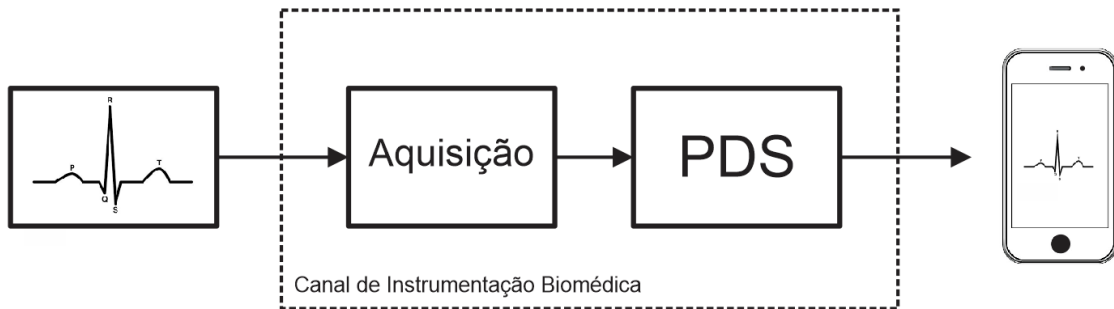 R
P
T
Q
S
Aquisição
PDS
Canal de Instrumentação Biomédica